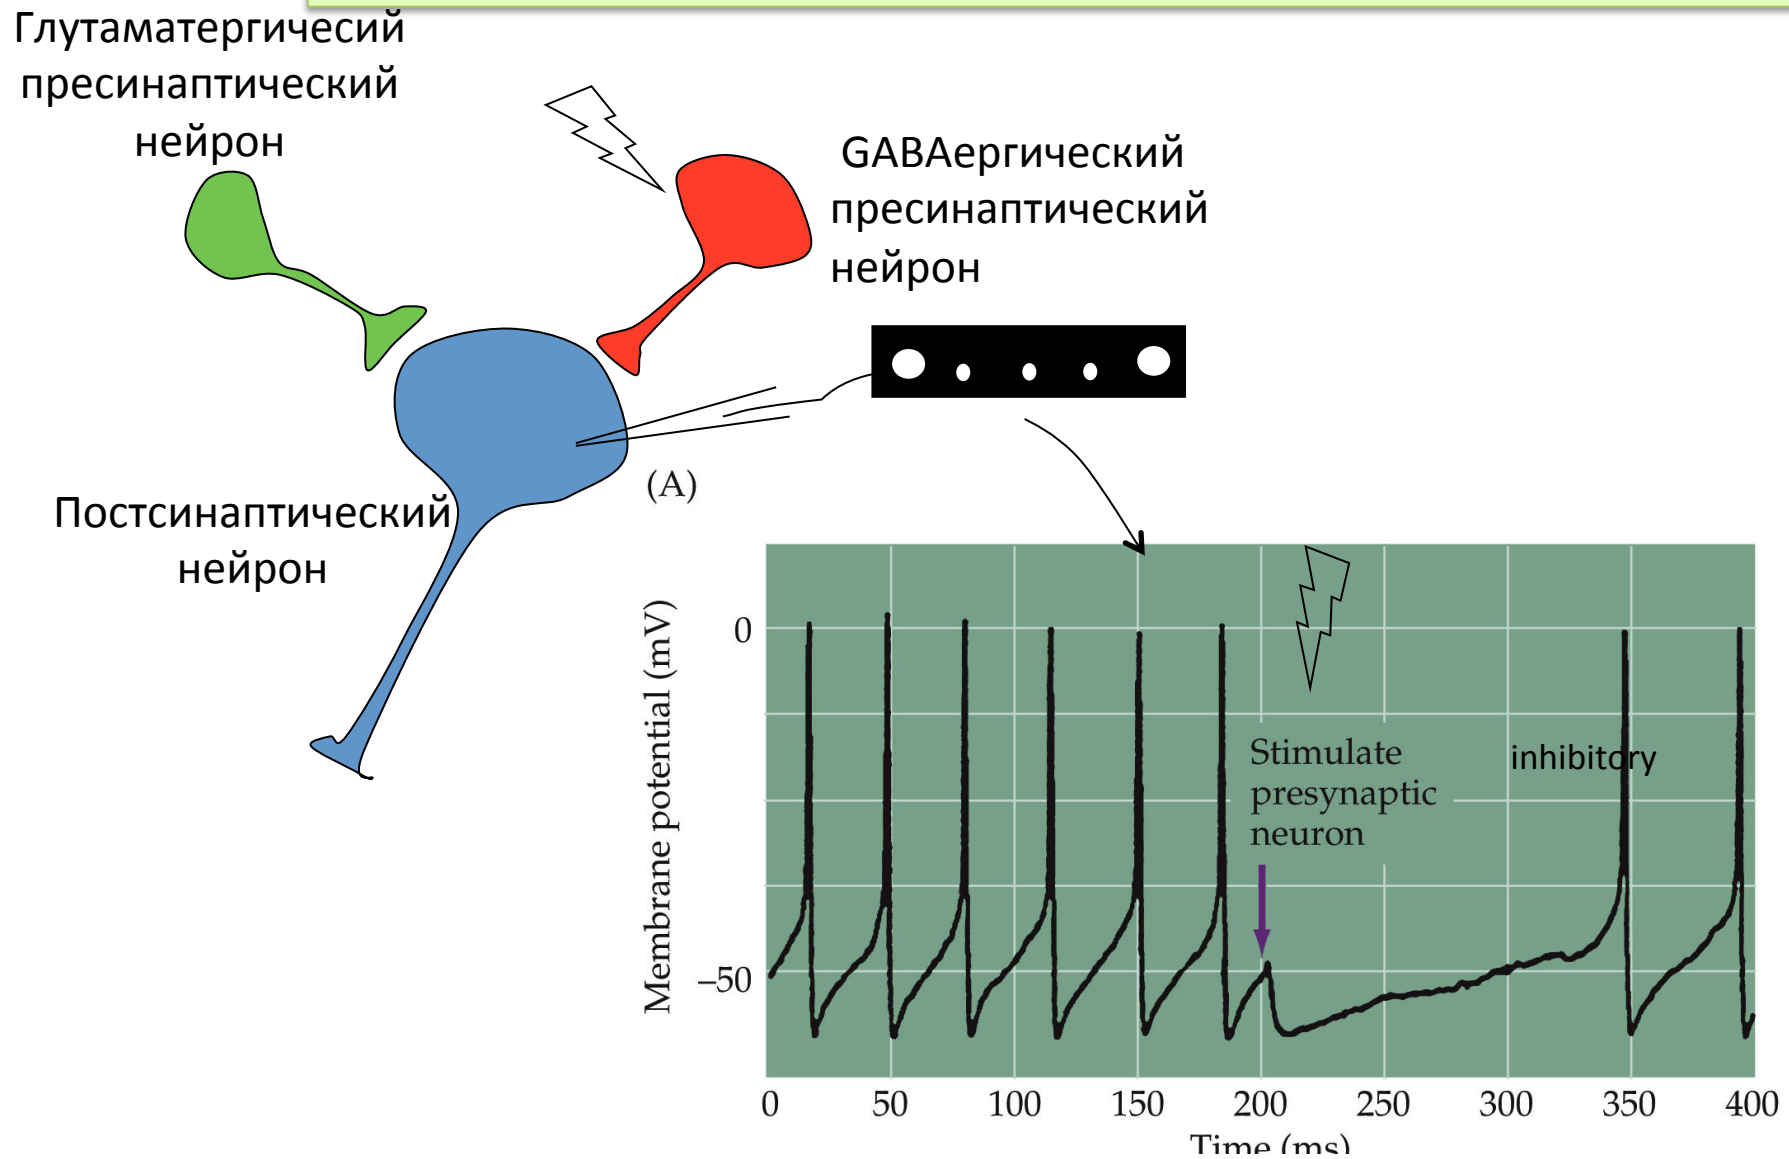 Глутаматергичесий
пресинаптический
нейрон
GABAергический
пресинаптический
нейрон
Постсинаптический
нейрон
(A)
Membrane potential (mV)
0
–50
Stimulate
presynaptic
neuron
inhibitory
0 50 100 150 200 250 300 350 400
Time (ms)